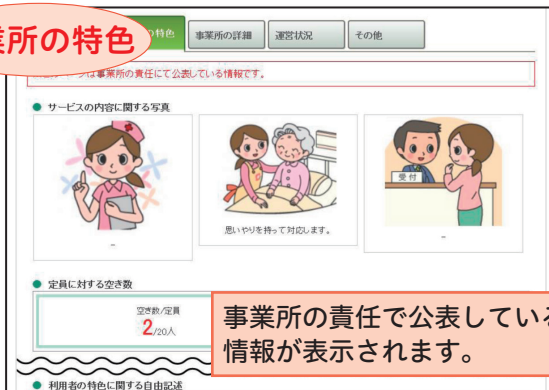 業所の特色
の特色
事業所の詳細
運営状況
その他
は事業所の責任にて公表している情報です。
● サービスの内容に関する写真
受付
–
思いやりを持って対応します。
–
● 定員に対する空き数
空き数/定員
2/20人
事業所の責任で公表している
情報が表示されます。
● 利用者の特色に関する自由記述